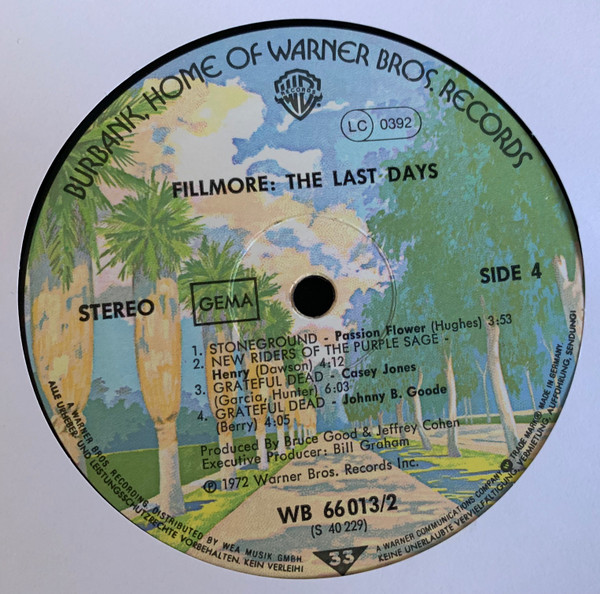 BURBANK, HOME OF WARNER BROS. RECORDS
RECORDS
LC 0392
FILLMORE: THE LAST DAYS
STEREO
GEMA
SIDE 4
1. STONEGROUND - Passion Flower (Hughes) 3:53
2. NEW RIDERS OF THE PURPLE SAGE -
Henry (Dawson) 4:12
3. GRATEFUL DEAD - Casey Jones
(Garcia, Hunter) 6:03
4. GRATEFUL DEAD - Johnny B. Goode
(Berry) 4:05
Produced by Bruce Good & Jeffrey Cohen
Executive Producer: Bill Graham
℗ 1972 Warner Bros. Records Inc.
WB 66 013/2
(S 40 229)
33
A WARNER BROS. RECORDING DISTRIBUTED BY WEA MUSIK GMBH.
ALLE URHEBER- UND LEISTUNGSSCHUTZRECHTE VORBEHALTEN. KEIN VERLEIH!
A WARNER COMMUNICATIONS COMPANY TRADE MARK® MADE IN GERMANY
KEINE UNERLAUBTE VERVIELFÄLTIGUNG, VERMIETUNG, AUFFÜHRUNG, SENDUNG!